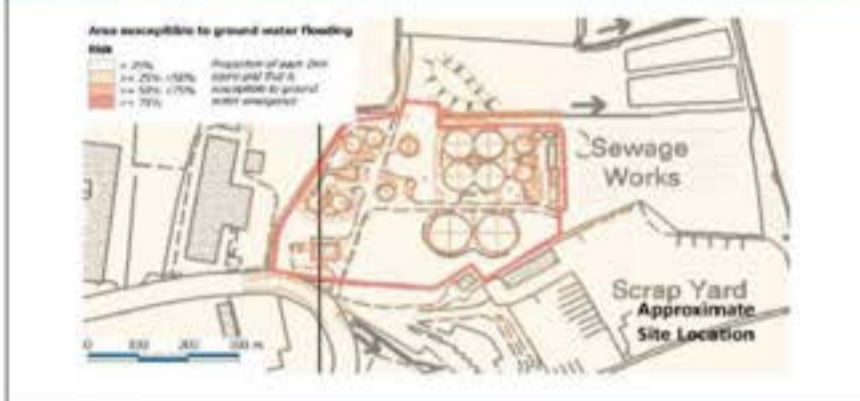 Area susceptible to ground water flooding
Risk
< 25%
>= 25% <50%
>= 50% <75%
>= 75%
Proportion of each 1km
square grid that is
susceptible to ground
water emergence
Sewage
Works
Scrap Yard
Approximate
Site Location
0 100 200 300 m